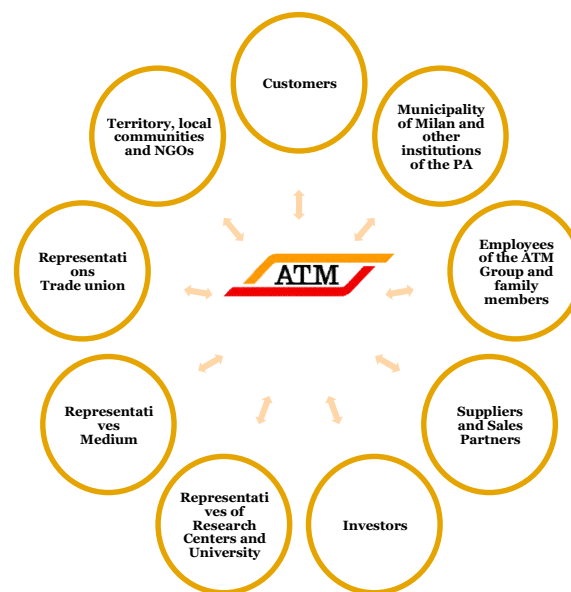 Customers
Municipality
of Milan and
other
institutions
of the PA
Employees
of the ATM
Group and
family
members
Suppliers
and Sales
Partners
Investors
Representati
ves of
Research
Centers and
University
Representati
ves
Medium
Representati
ons
Trade union
Territory, local
communities
and NGOs
ATM